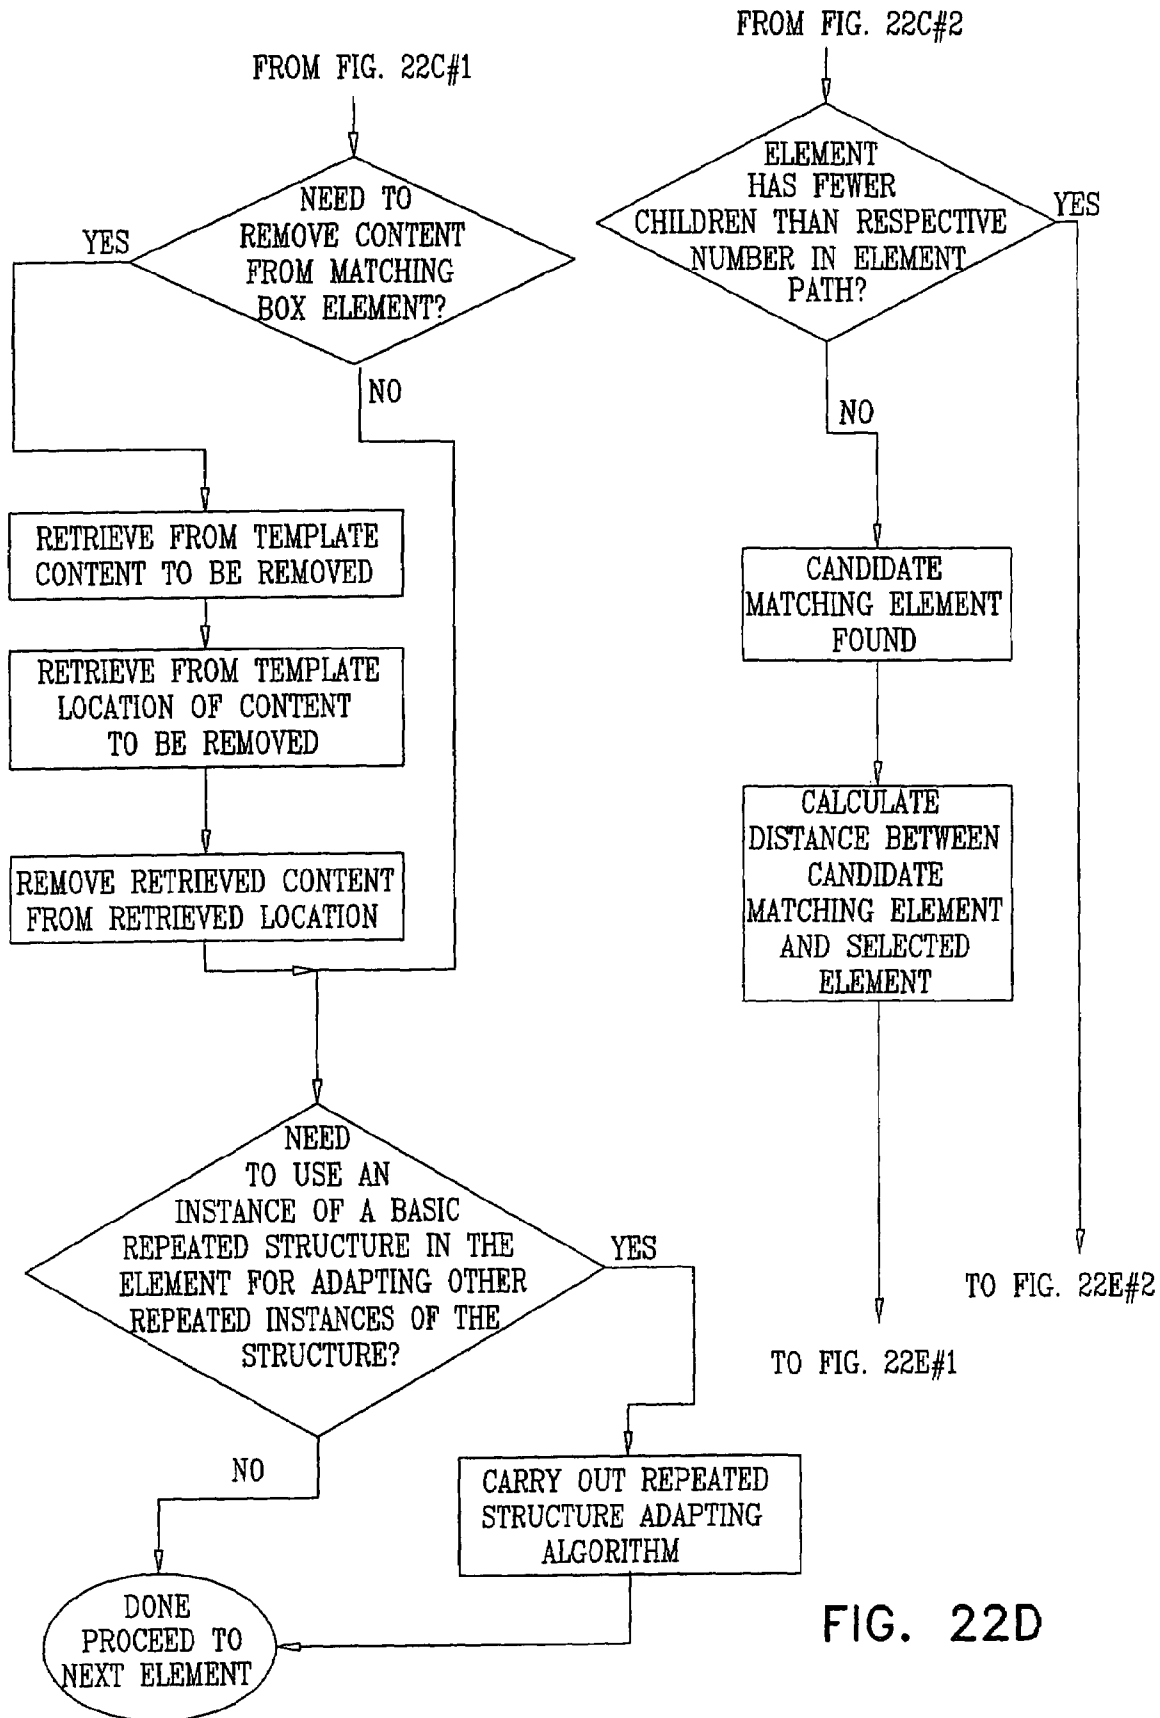 FROM FIG. 22C#1
NEED TO
REMOVE CONTENT
FROM MATCHING
BOX ELEMENT?
YES
NO
RETRIEVE FROM TEMPLATE
CONTENT TO BE REMOVED
RETRIEVE FROM TEMPLATE
LOCATION OF CONTENT
TO BE REMOVED
REMOVE RETRIEVED CONTENT
FROM RETRIEVED LOCATION
NEED
TO USE AN
INSTANCE OF A BASIC
REPEATED STRUCTURE IN THE
ELEMENT FOR ADAPTING OTHER
REPEATED INSTANCES OF THE
STRUCTURE?
YES
NO
CARRY OUT REPEATED
STRUCTURE ADAPTING
ALGORITHM
DONE
PROCEED TO
NEXT ELEMENT
FROM FIG. 22C#2
ELEMENT
HAS FEWER
CHILDREN THAN RESPECTIVE
NUMBER IN ELEMENT
PATH?
YES
NO
CANDIDATE
MATCHING ELEMENT
FOUND
CALCULATE
DISTANCE BETWEEN
CANDIDATE
MATCHING ELEMENT
AND SELECTED
ELEMENT
TO FIG. 22E#2
TO FIG. 22E#1
FIG. 22D